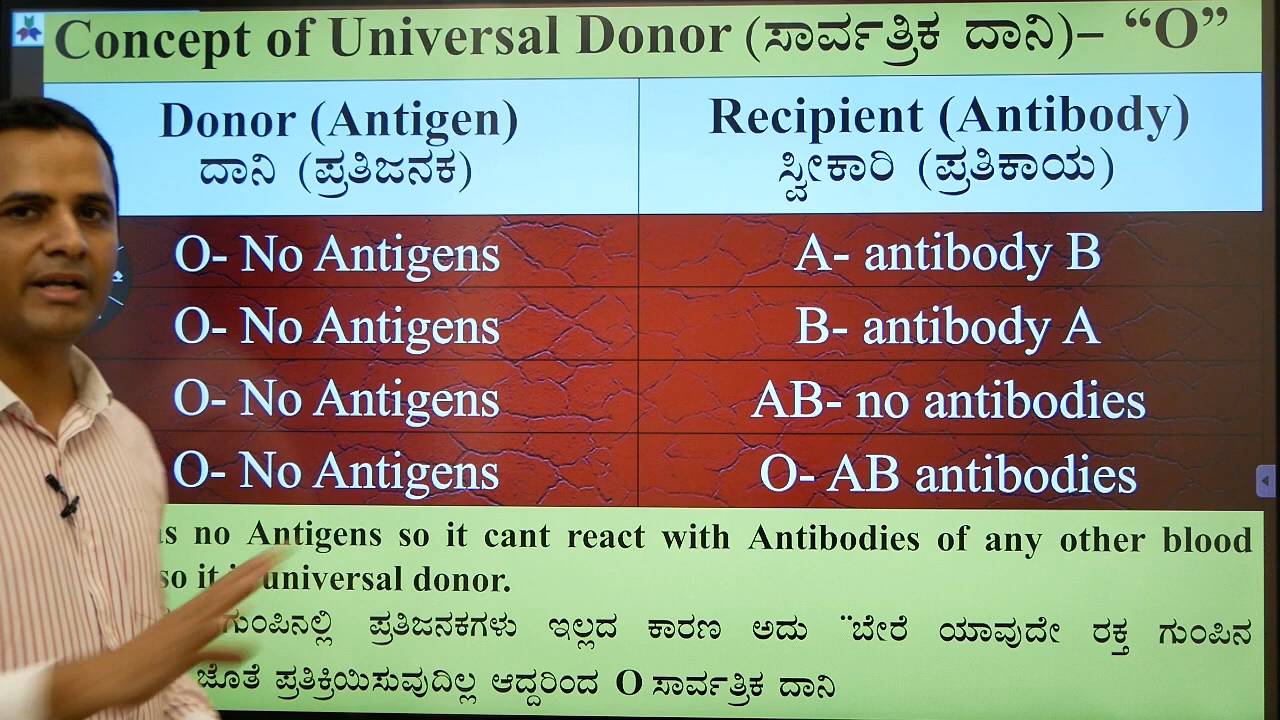 Concept of Universal Donor (ಸಾರ್ವತ್ರಿಕ ದಾನಿ)– “O”
Donor (Antigen) Recipient (Antibody)
ದಾನಿ (ಪ್ರತಿಜನಕ) ಸ್ವೀಕಾರಿ (ಪ್ರತಿಕಾಯ)
O- No Antigens A- antibody B
O- No Antigens B- antibody A
O- No Antigens AB- no antibodies
O- No Antigens O- AB antibodies
no Antigens so it cant react with Antibodies of any other blood
so it universal donor.
ಗುಂಪಿನಲ್ಲಿ ಪ್ರತಿಜನಕಗಳು ಇಲ್ಲದ ಕಾರಣ ಅದು ¨ಬೇರೆ ಯಾವುದೇ ರಕ್ತ ಗುಂಪಿನ
ಜೊತೆ ಪ್ರತಿಕ್ರಿಯಿಸುವುದಿಲ್ಲ ಆದ್ದರಿಂದ O ಸಾರ್ವತ್ರಿಕ ದಾನಿ